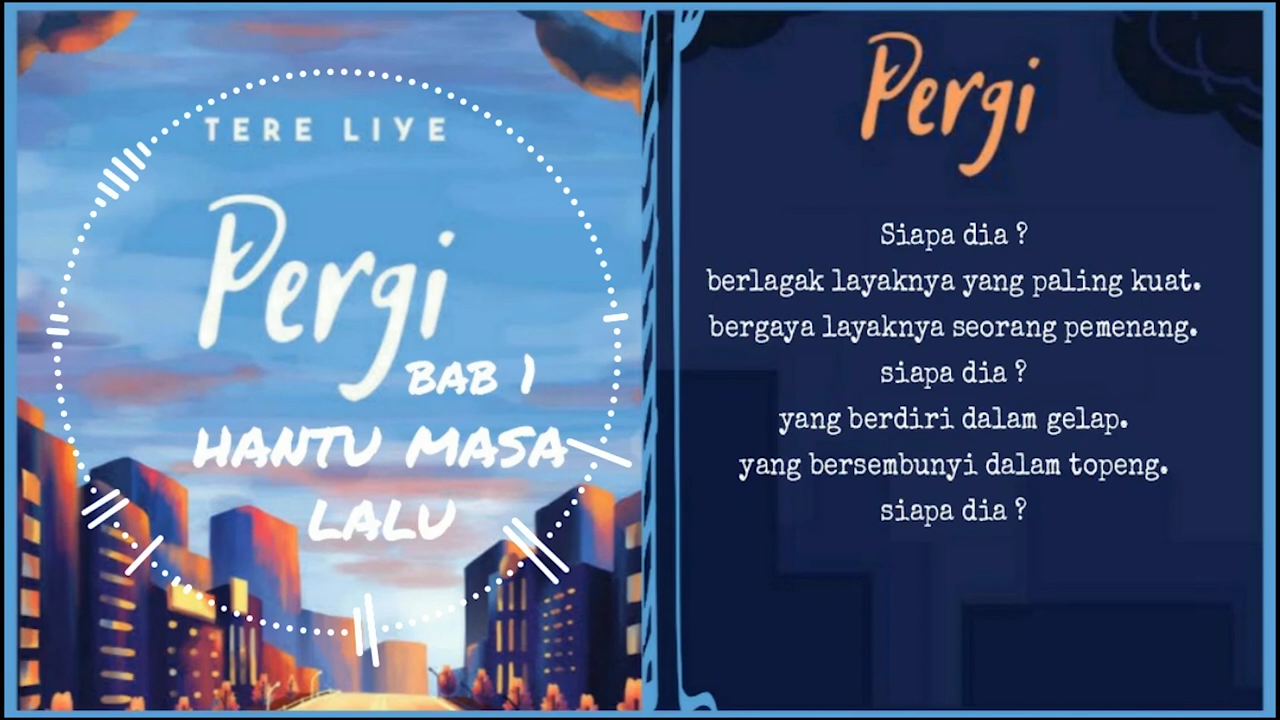 TERE LIYE
Pergi
BAB 1
HANTU MASA
LALU
Pergi
Siapa dia ?
berlagak layaknya yang paling kuat.
bergaya layaknya seorang pemenang.
siapa dia ?
yang berdiri dalam gelap.
yang bersembunyi dalam topeng.
siapa dia ?